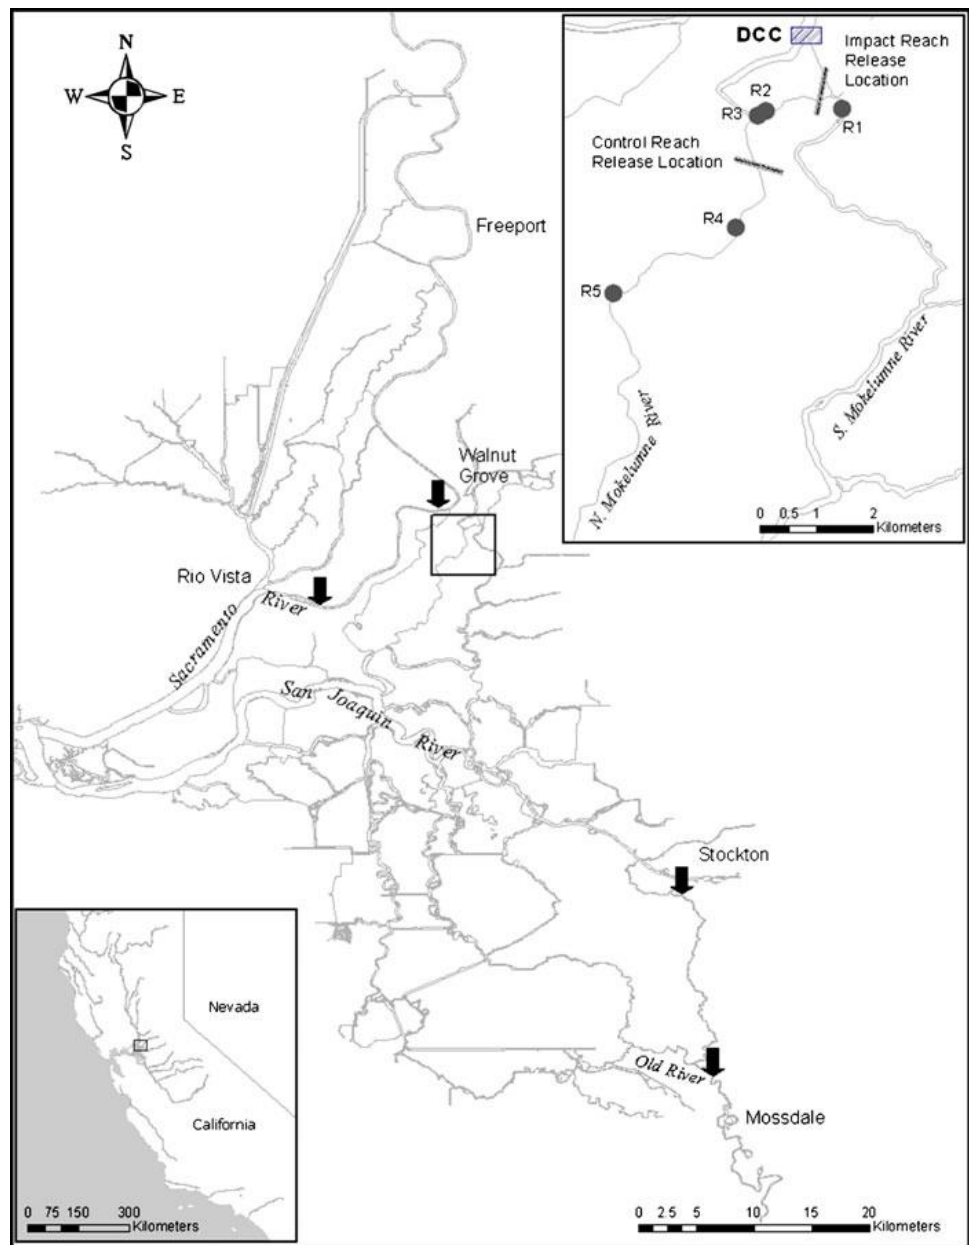 N
W E
S
Freeport
Walnut
Grove
Rio Vista
Sacramento
River
San Joaquin River
Stockton
Old River
Mossdale
0 2.5 5 10 15 20
Kilometers
DCC
Impact Reach
Release
Location
R2
R3
R1
Control Reach
Release Location
R4
R5
N. Mokelumne River
S. Mokelumne River
0 0.5 1 2
Kilometers
Nevada
California
0 75 150 300
Kilometers